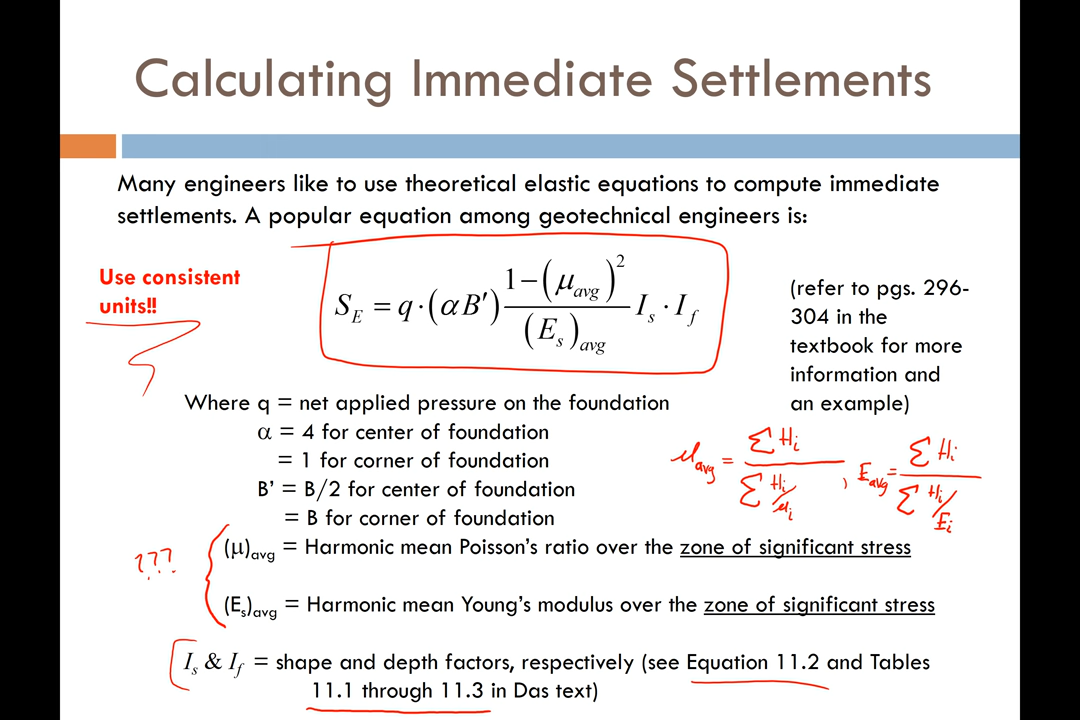 Calculating Immediate Settlements
Many engineers like to use theoretical elastic equations to compute immediate
settlements. A popular equation among geotechnical engineers is:
Use consistent
units!!
S_E = q · (αB′) (1 − (μ_avg)²) / (E_s)_avg I_s · I_f
(refer to pgs. 296-
304 in the
textbook for more
information and
an example)
Where q = net applied pressure on the foundation
α = 4 for center of foundation
= 1 for corner of foundation
B’ = B/2 for center of foundation
= B for corner of foundation
μ_avg = Σ H_i / Σ H_i/μ_i , E_avg = Σ H_i / Σ H_i/E_i
???
(μ)avg = Harmonic mean Poisson’s ratio over the zone of significant stress
(Es)avg = Harmonic mean Young’s modulus over the zone of significant stress
I_s & I_f = shape and depth factors, respectively (see Equation 11.2 and Tables
11.1 through 11.3 in Das text)